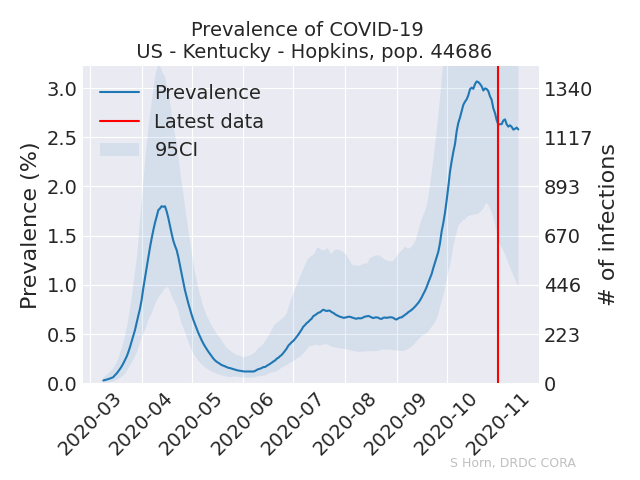 Prevalence of COVID-19
US - Kentucky - Hopkins, pop. 44686
Prevalence
Latest data
95CI
Prevalence (%)
3.0
2.5
2.0
1.5
1.0
0.5
0.0
1340
1117
893
670
446
223
0
# of infections
2020-03
2020-04
2020-05
2020-06
2020-07
2020-08
2020-09
2020-10
2020-11
S Horn, DRDC CORA